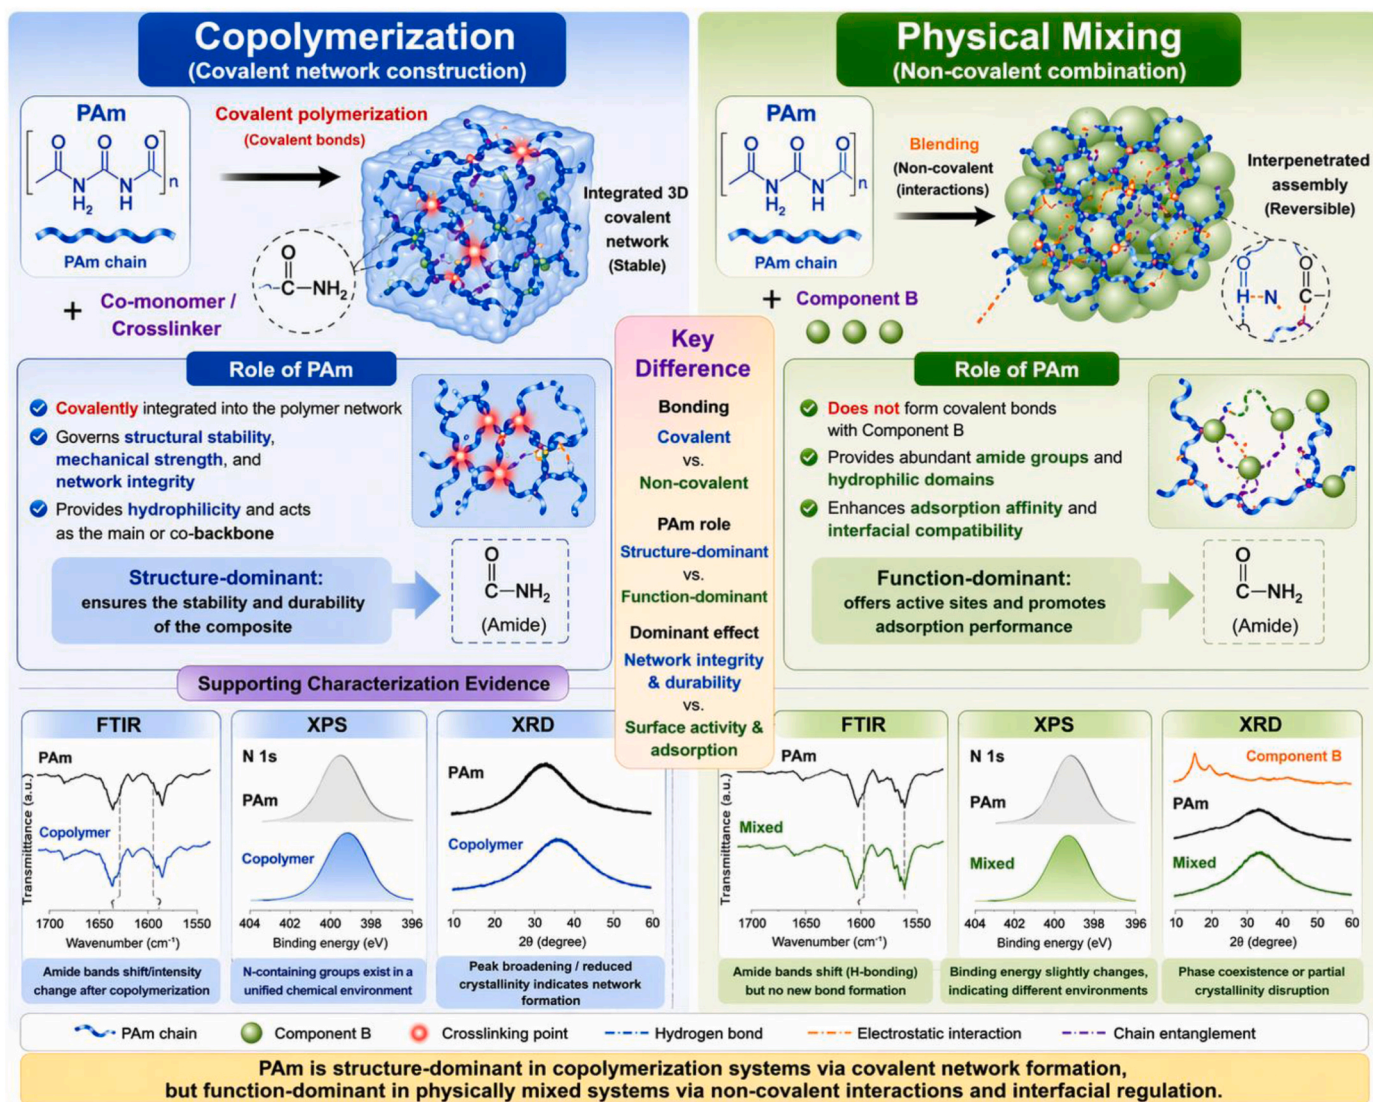 Copolymerization
(Covalent network construction)
PAm
O O O
N N
H₂ H
n
PAm chain
+ Co-monomer /
Crosslinker
Covalent polymerization
(Covalent bonds)
O
C—NH₂
Integrated 3D
covalent
network
(Stable)
Physical Mixing
(Non-covalent combination)
PAm
O O O
N N
H₂ H
n
PAm chain
+ Component B
Blending
(Non-covalent
(interactions)
Interpenetrated
assembly
(Reversible)
O O
H N C
Role of PAm
Covalently integrated into the polymer network
Governs structural stability,
mechanical strength, and
network integrity
Provides hydrophilicity and acts
as the main or co-backbone
Structure-dominant:
ensures the stability and durability
of the composite
O
C—NH₂
(Amide)
Key
Difference
Bonding
Covalent
vs.
Non-covalent
PAm role
Structure-dominant
vs.
Function-dominant
Dominant effect
Network integrity
& durability
vs.
Surface activity &
adsorption
Role of PAm
Does not form covalent bonds
with Component B
Provides abundant amide groups and
hydrophilic domains
Enhances adsorption affinity and
interfacial compatibility
Function-dominant:
offers active sites and promotes
adsorption performance
O
C—NH₂
(Amide)
Supporting Characterization Evidence
FTIR
PAm
Copolymer
Transmittance (a.u.)
1700 1650 1600 1550
Wavenumber (cm⁻¹)
Amide bands shift/intensity
change after copolymerization
XPS
N 1s
PAm
Copolymer
404 402 400 398 396
Binding energy (eV)
N-containing groups exist in a
unified chemical environment
XRD
PAm
Copolymer
10 20 30 40 50 60
2θ (degree)
Peak broadening / reduced
crystallinity indicates network
formation
FTIR
PAm
Mixed
Transmittance (a.u.)
1700 1650 1600 1550
Wavenumber (cm⁻¹)
Amide bands shift (H-bonding)
but no new bond formation
XPS
N 1s
PAm
Mixed
404 402 400 398 396
Binding energy (eV)
Binding energy slightly changes,
indicating different environments
XRD
Component B
PAm
Mixed
10 20 30 40 50 60
2θ (degree)
Phase coexistence or partial
crystallinity disruption
PAm chain
Component B
Crosslinking point
Hydrogen bond
Electrostatic interaction
Chain entanglement
PAm is structure-dominant in copolymerization systems via covalent network formation,
but function-dominant in physically mixed systems via non-covalent interactions and interfacial regulation.